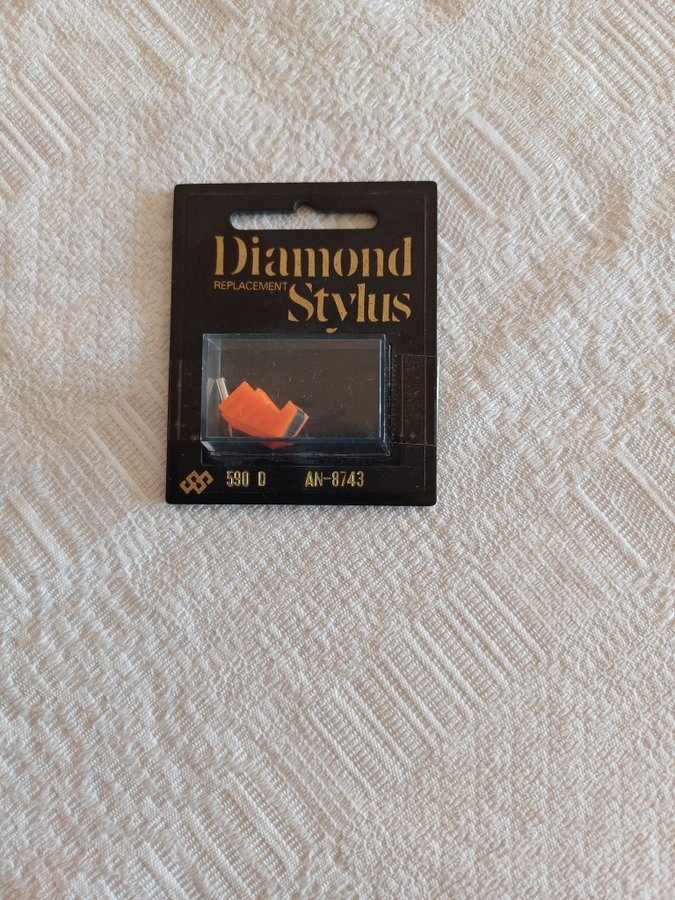 Diamond
REPLACEMENT Stylus
590 D AN-8743